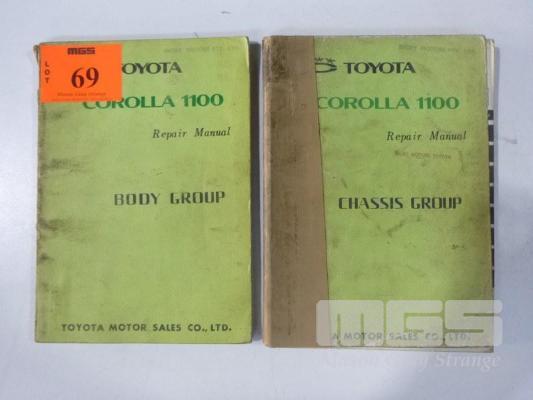 MGS
LOT
69
TOYOTA
COROLLA 1100
Repair Manual
BODY GROUP
TOYOTA MOTOR SALES CO., LTD.
TOYOTA
COROLLA 1100
Repair Manual
CHASSIS GROUP
A MOTOR SALES CO., LTD.
MGS
Strange